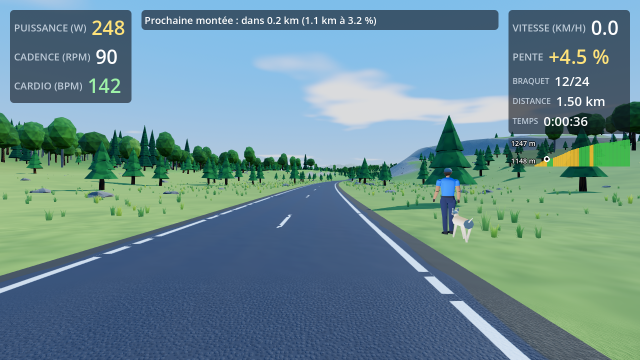 PUISSANCE (W) 248
CADENCE (RPM) 90
CARDIO (BPM) 142
Prochaine montée : dans 0.2 km (1.1 km à 3.2 %)
VITESSE (KM/H) 0.0
PENTE +4.5 %
BRAQUET 12/24
DISTANCE 1.50 km
TEMPS 0:00:36
1247 m
1148 m